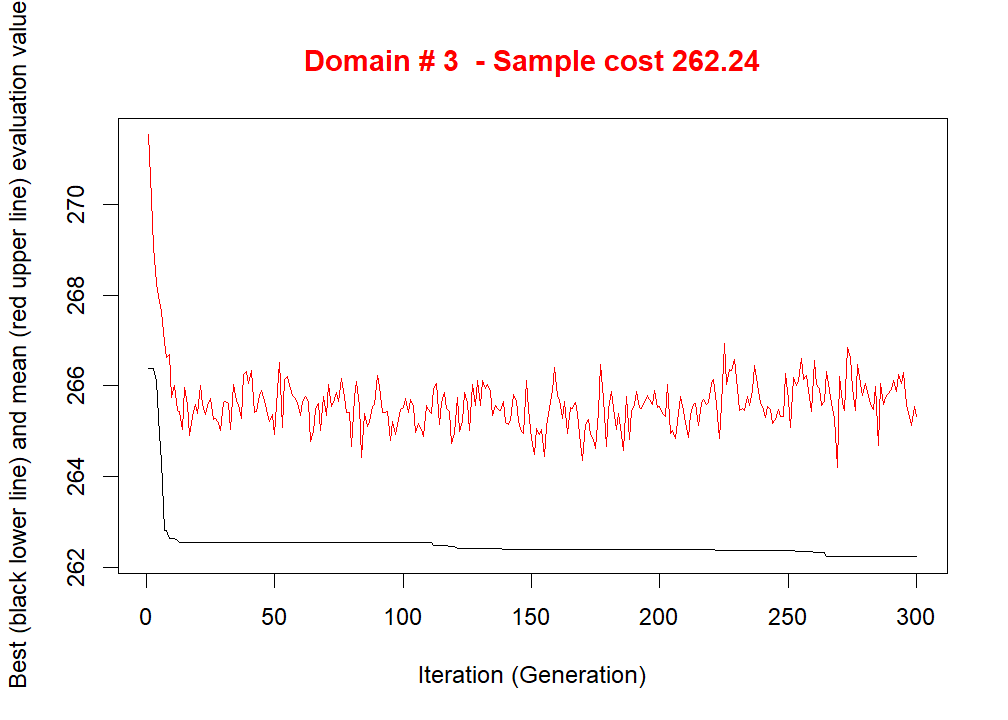 Domain # 3  - Sample cost 262.24
Best (black lower line) and mean (red upper line) evaluation value
270
268
266
264
262
0 50 100 150 200 250 300
Iteration (Generation)